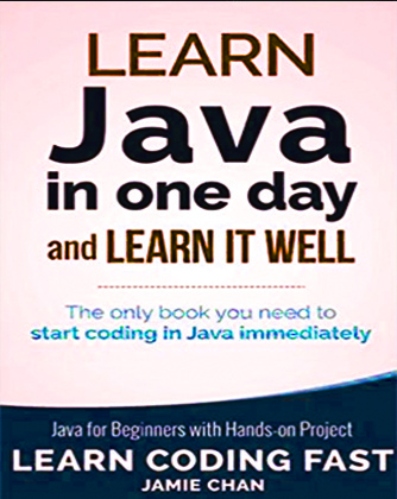 LEARN
Java
in one day
and LEARN IT WELL
The only book you need to
start coding in Java immediately
Java for Beginners with Hands-on Project
LEARN CODING FAST
JAMIE CHAN